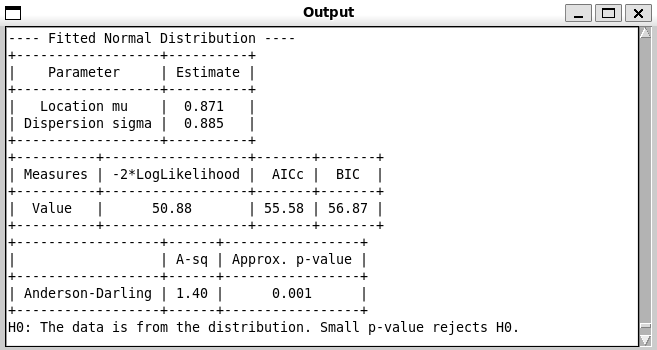 Output
---- Fitted Normal Distribution ----
+------------------+----------+
|    Parameter     | Estimate |
+------------------+----------+
|   Location mu    |  0.871   |
| Dispersion sigma |  0.885   |
+------------------+----------+
+----------+------------------+-------+-------+
| Measures | -2*LogLikelihood |  AICc |  BIC  |
+----------+------------------+-------+-------+
|  Value   |      50.88       | 55.58 | 56.87 |
+----------+------------------+-------+-------+
+------------------+------+-----------------+
|                  | A-sq | Approx. p-value |
+------------------+------+-----------------+
| Anderson-Darling | 1.40 |      0.001      |
+------------------+------+-----------------+
H0: The data is from the distribution. Small p-value rejects H0.